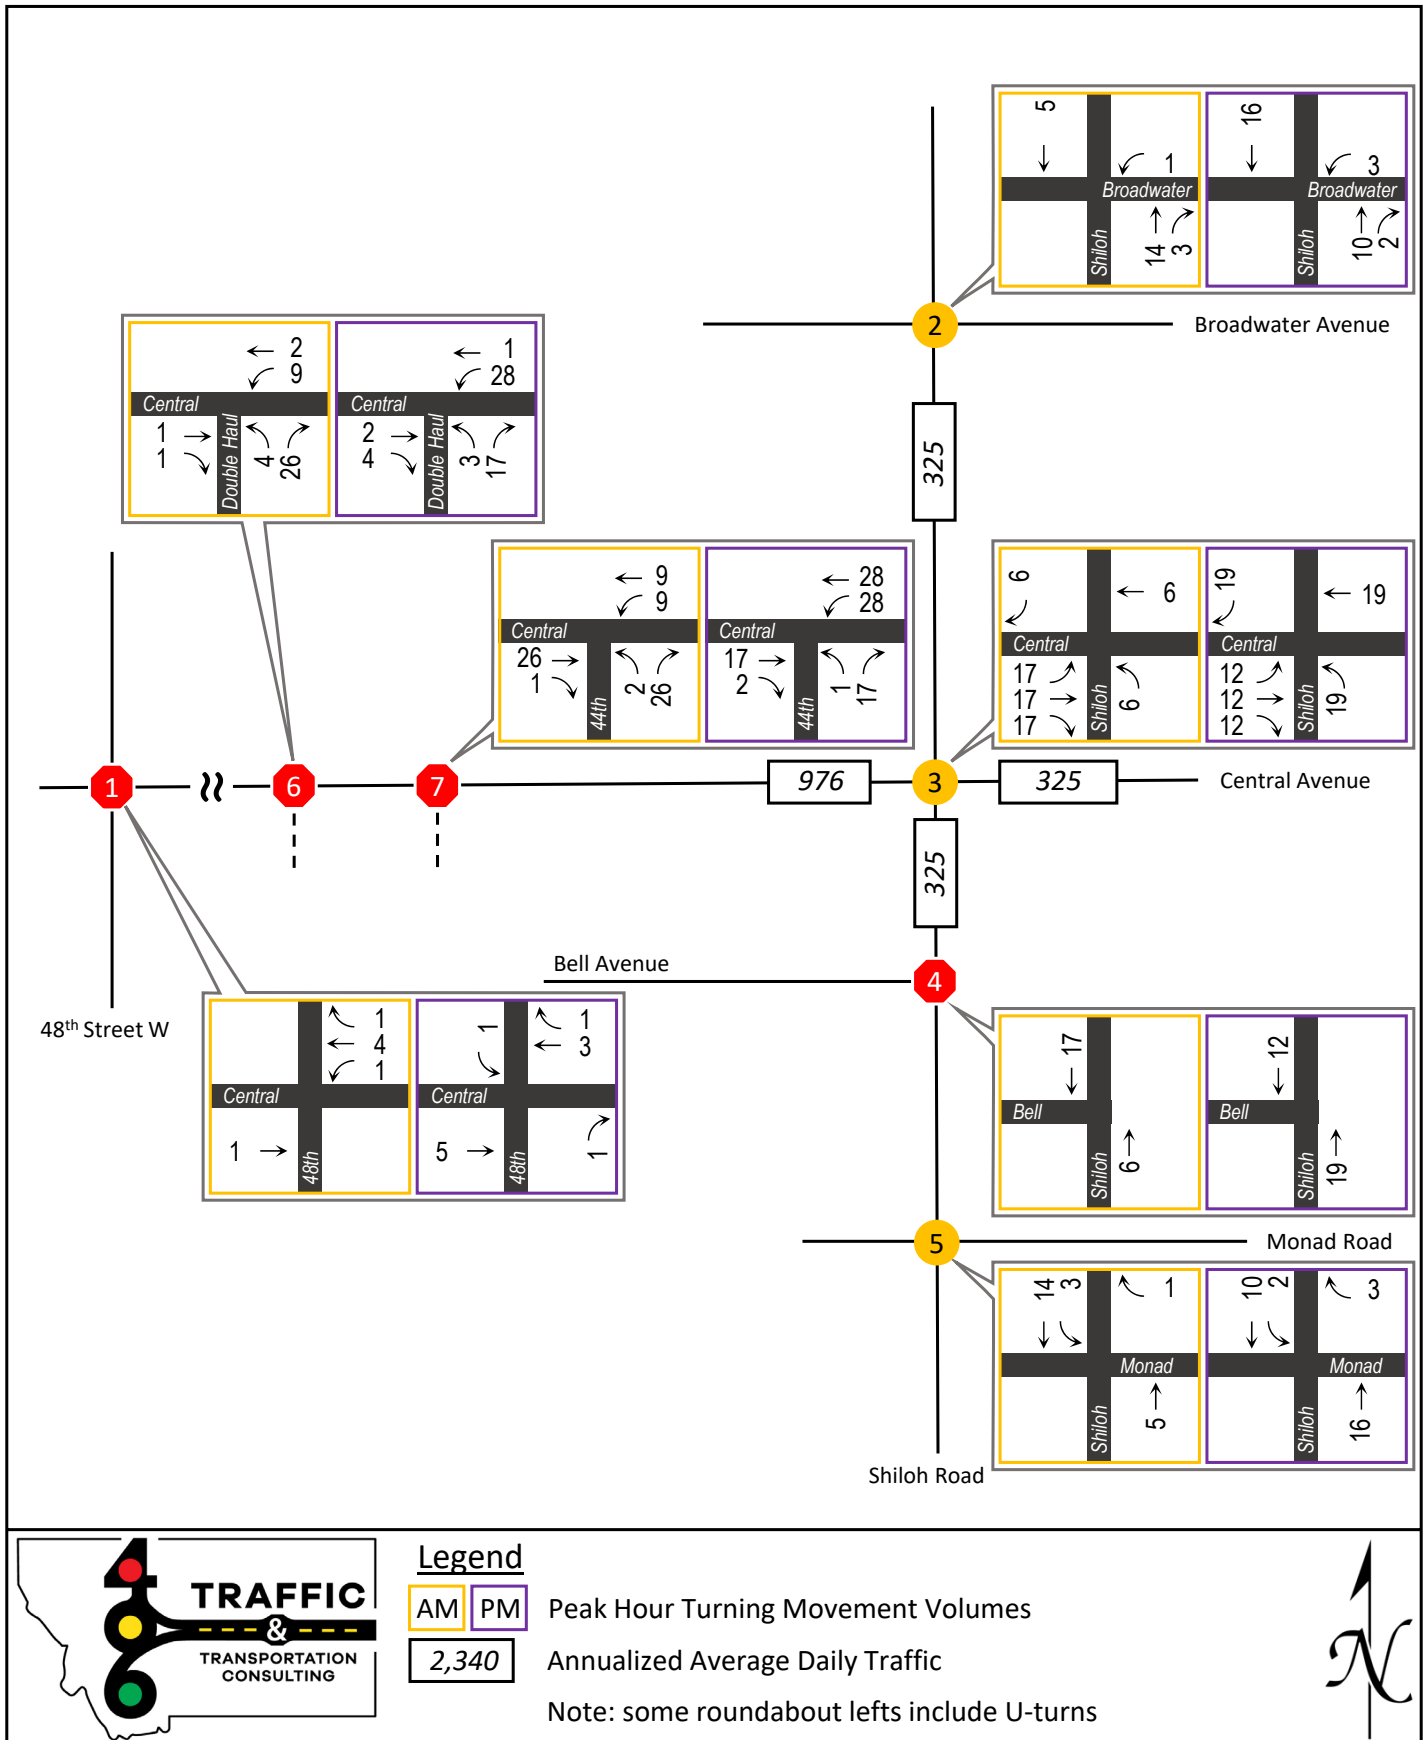 5
1
Broadwater
Shiloh
14
3
16
3
Broadwater
Shiloh
10
2
2
Broadwater Avenue
325
2
9
Central
1
1
Double Haul
4
26
1
28
Central
2
4
Double Haul
3
17
9
9
Central
26
1
44th
2
26
28
28
Central
17
2
44th
1
17
6
6
Central
17
17
17
Shiloh
6
19
19
Central
12
12
12
Shiloh
19
1
6
7
976
3
325
Central Avenue
325
Bell Avenue
4
48th Street W
1
4
1
Central
1
48th
1
1
3
Central
5
48th
1
17
Bell
Shiloh
6
12
Bell
Shiloh
19
5
Monad Road
14
3
1
Monad
Shiloh
5
10
2
3
Monad
Shiloh
16
Shiloh Road
406
TRAFFIC
&
TRANSPORTATION
CONSULTING
Legend
AM PM Peak Hour Turning Movement Volumes
2,340 Annualized Average Daily Traffic
Note: some roundabout lefts include U-turns
N